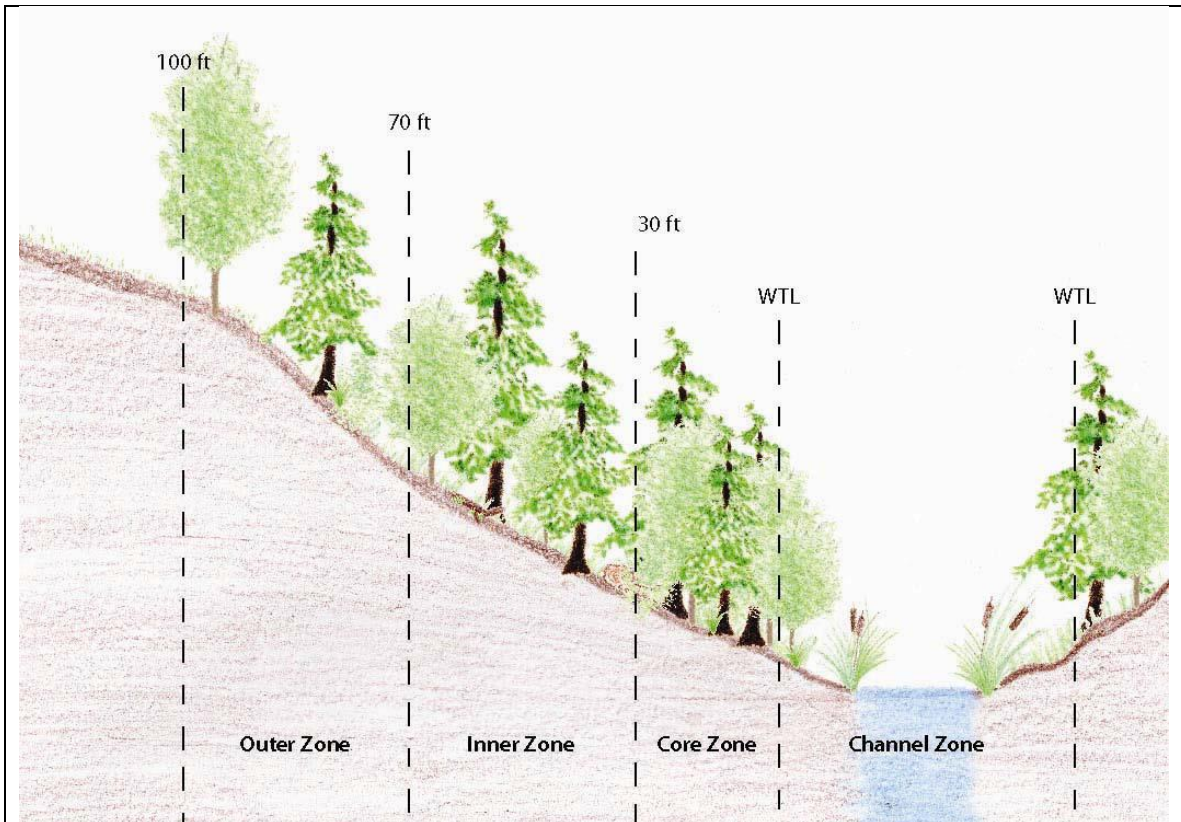 100 ft
70 ft
30 ft
WTL
WTL
Outer Zone
Inner Zone
Core Zone
Channel Zone